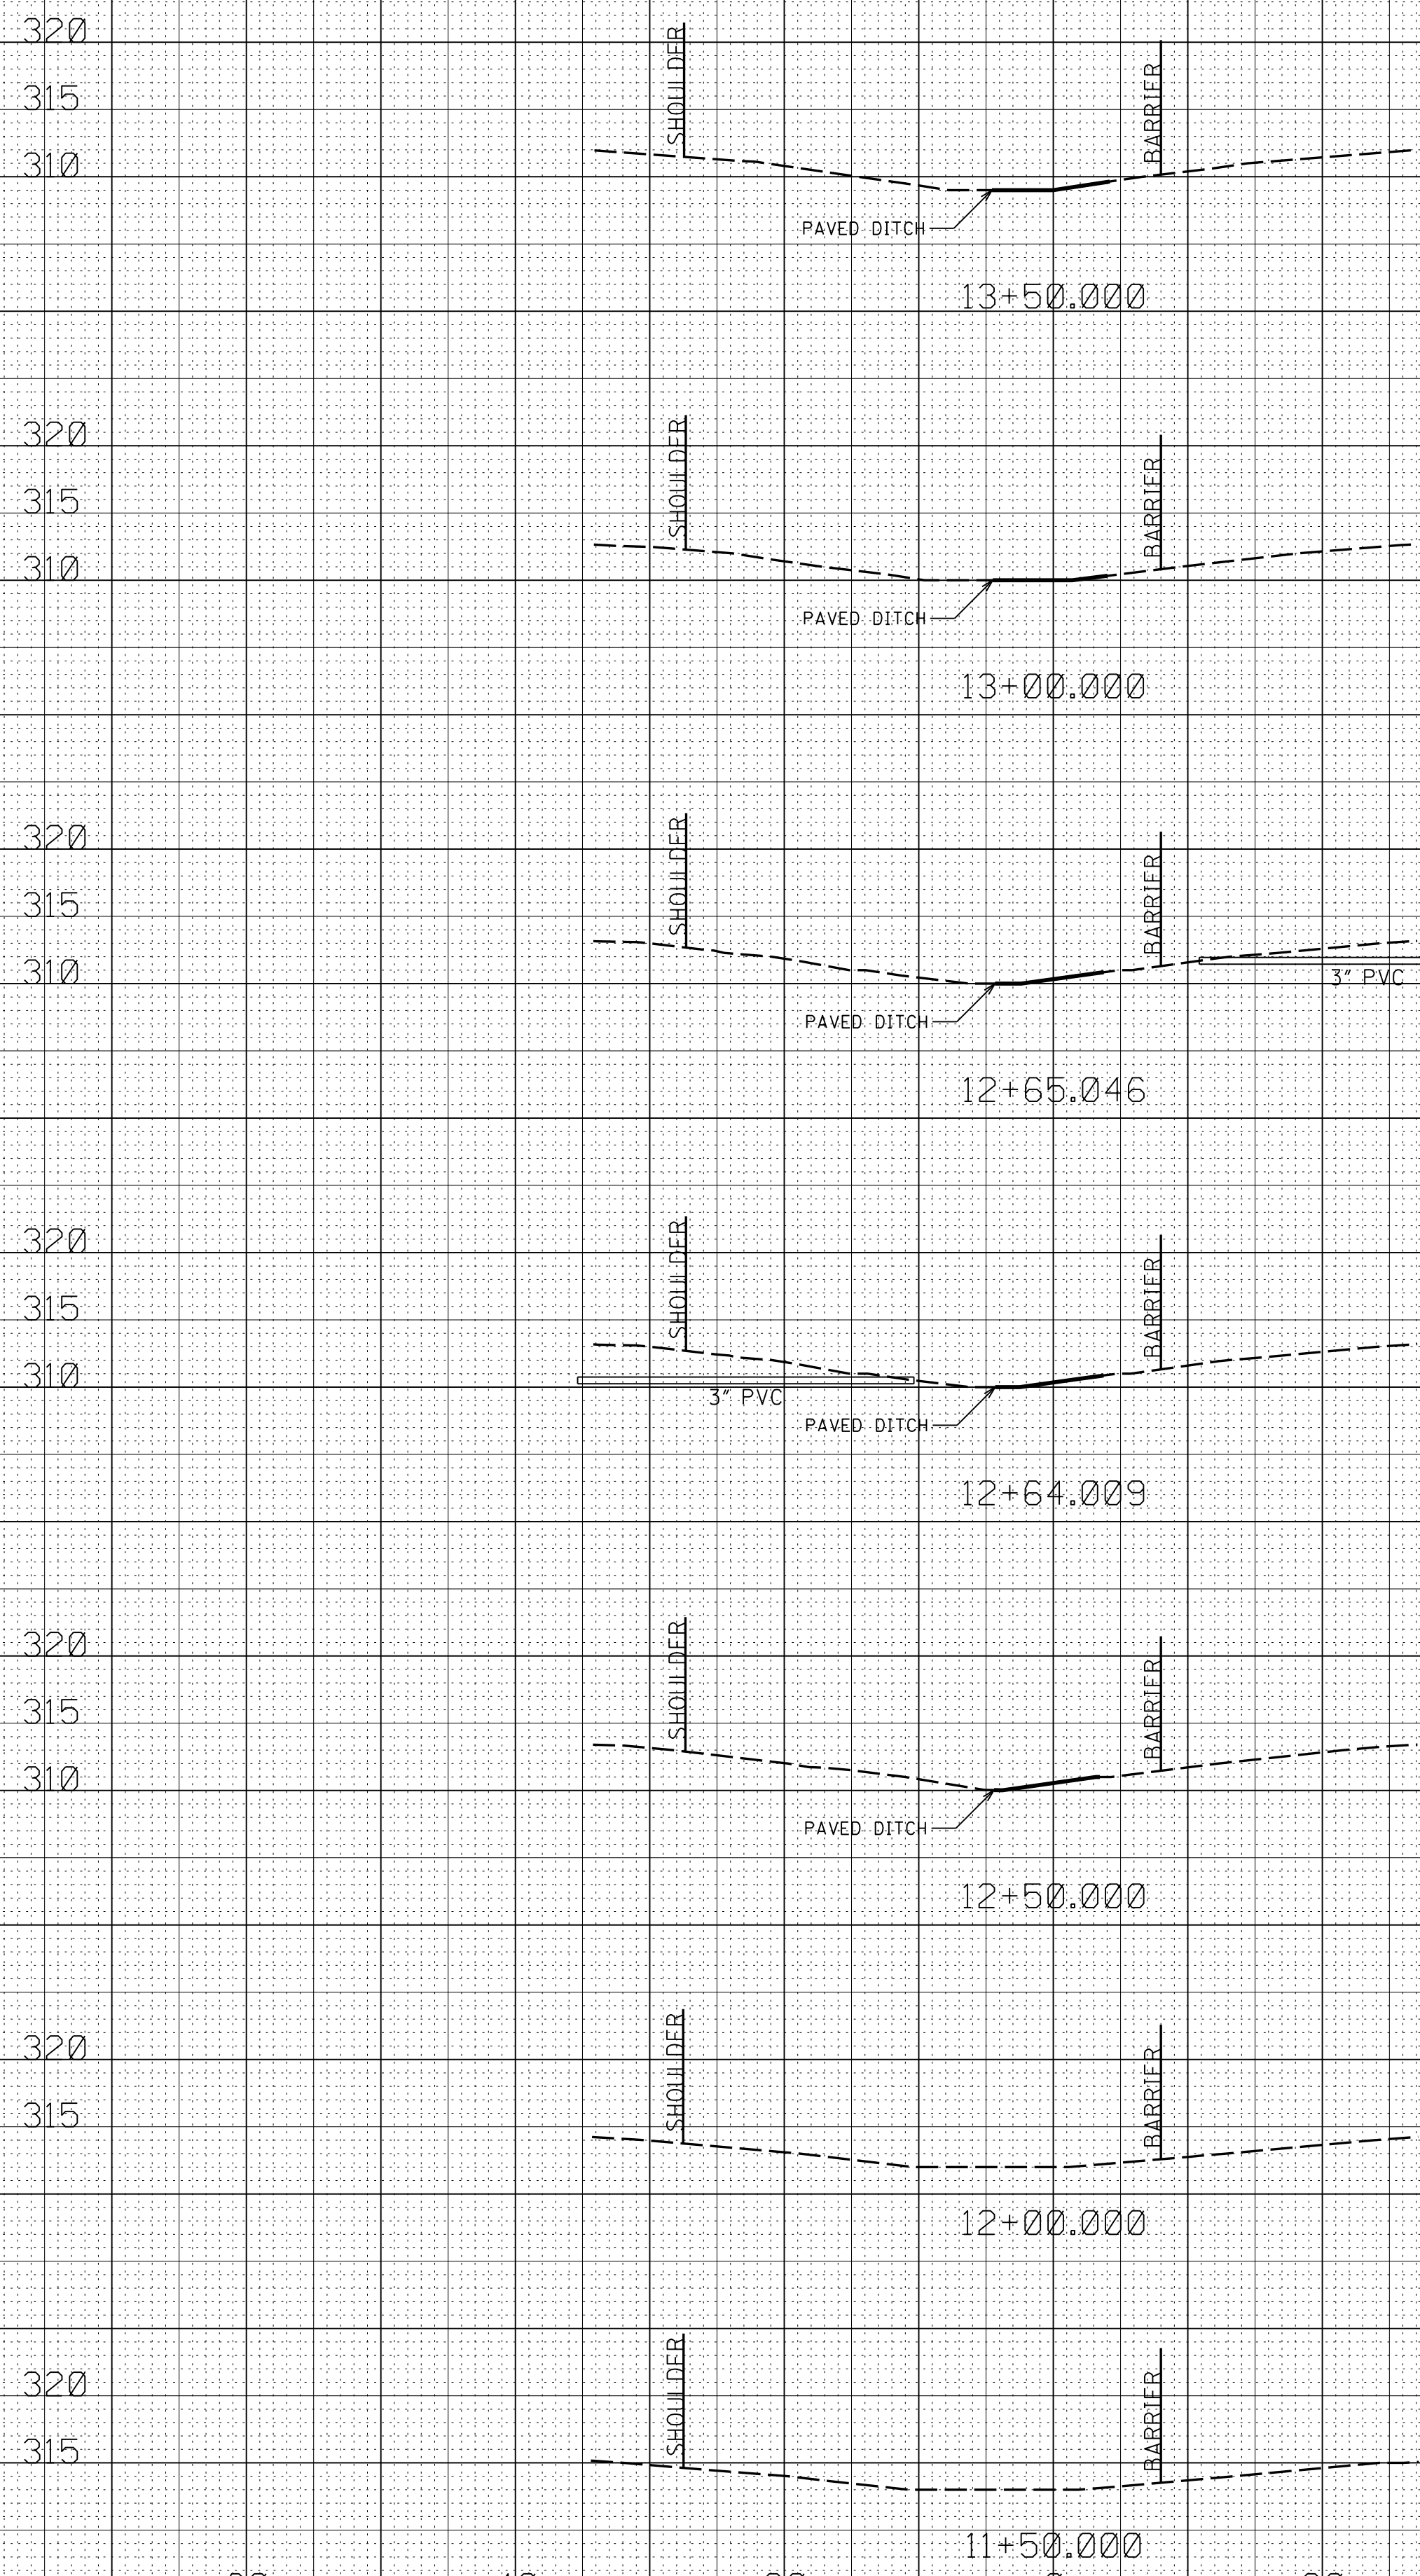 320
SHOULDER
BARRIER
315
310
PAVED DITCH
13+50.000
320
SHOULDER
BARRIER
315
310
PAVED DITCH
13+00.000
320
SHOULDER
BARRIER
315
310
3" PVC
PAVED DITCH
12+65.046
320
SHOULDER
BARRIER
315
310
3" PVC
PAVED DITCH
12+64.009
320
SHOULDER
BARRIER
315
310
PAVED DITCH
12+50.000
320
SHOULDER
BARRIER
315
12+00.000
320
SHOULDER
BARRIER
315
11+50.000